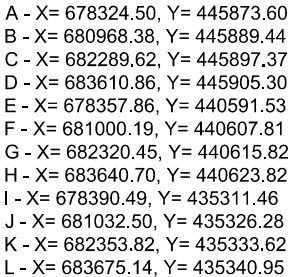 A - X= 678324.50, Y= 445873.60
B - X= 680968.38, Y= 445889.44
C - X= 682289.62, Y= 445897.37
D - X= 683610.86, Y= 445905.30
E - X= 678357.86, Y= 440591.53
F - X= 681000.19, Y= 440607.81
G - X= 682320.45, Y= 440615.82
H - X= 683640.70, Y= 440623.82
I - X= 678390.49, Y= 435311.46
J - X= 681032.50, Y= 435326.28
K - X= 682353.82, Y= 435333.62
L - X= 683675.14, Y= 435340.95